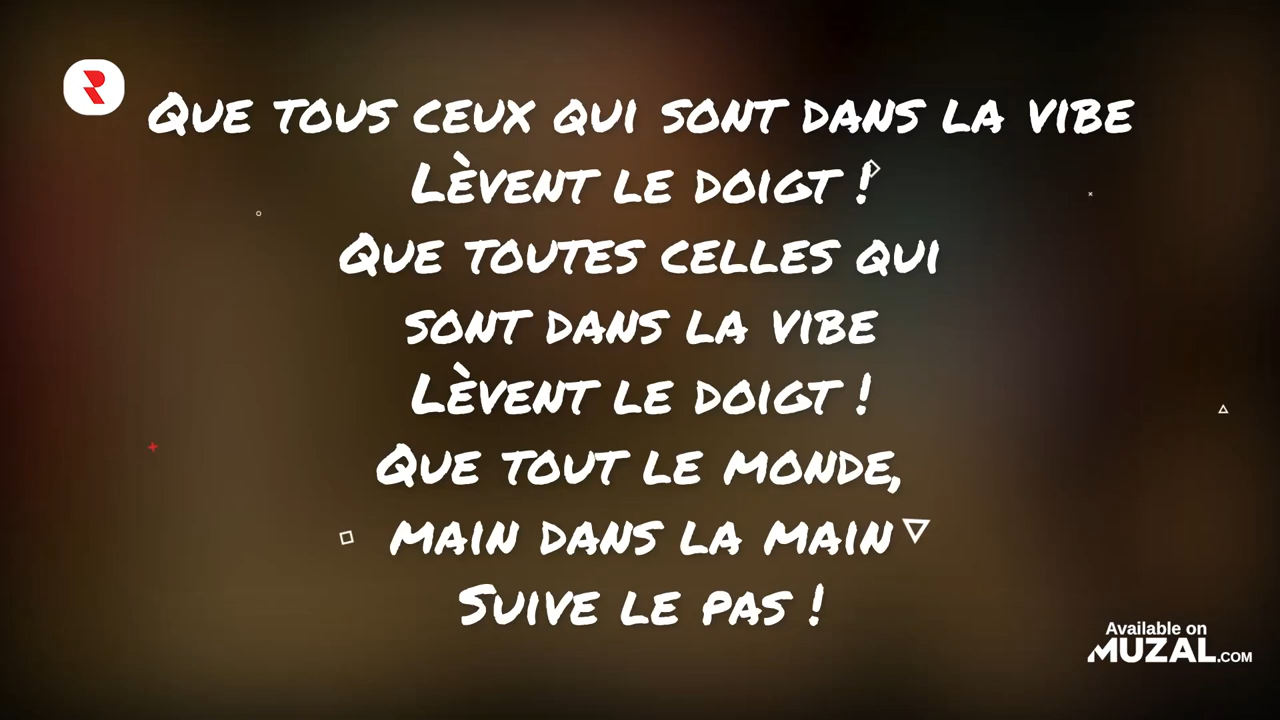 Que tous ceux qui sont dans la vibe
Lèvent le doigt !
Que toutes celles qui
sont dans la vibe
Lèvent le doigt !
Que tout le monde,
main dans la main
Suive le pas !
Available on
MUZAL.COM